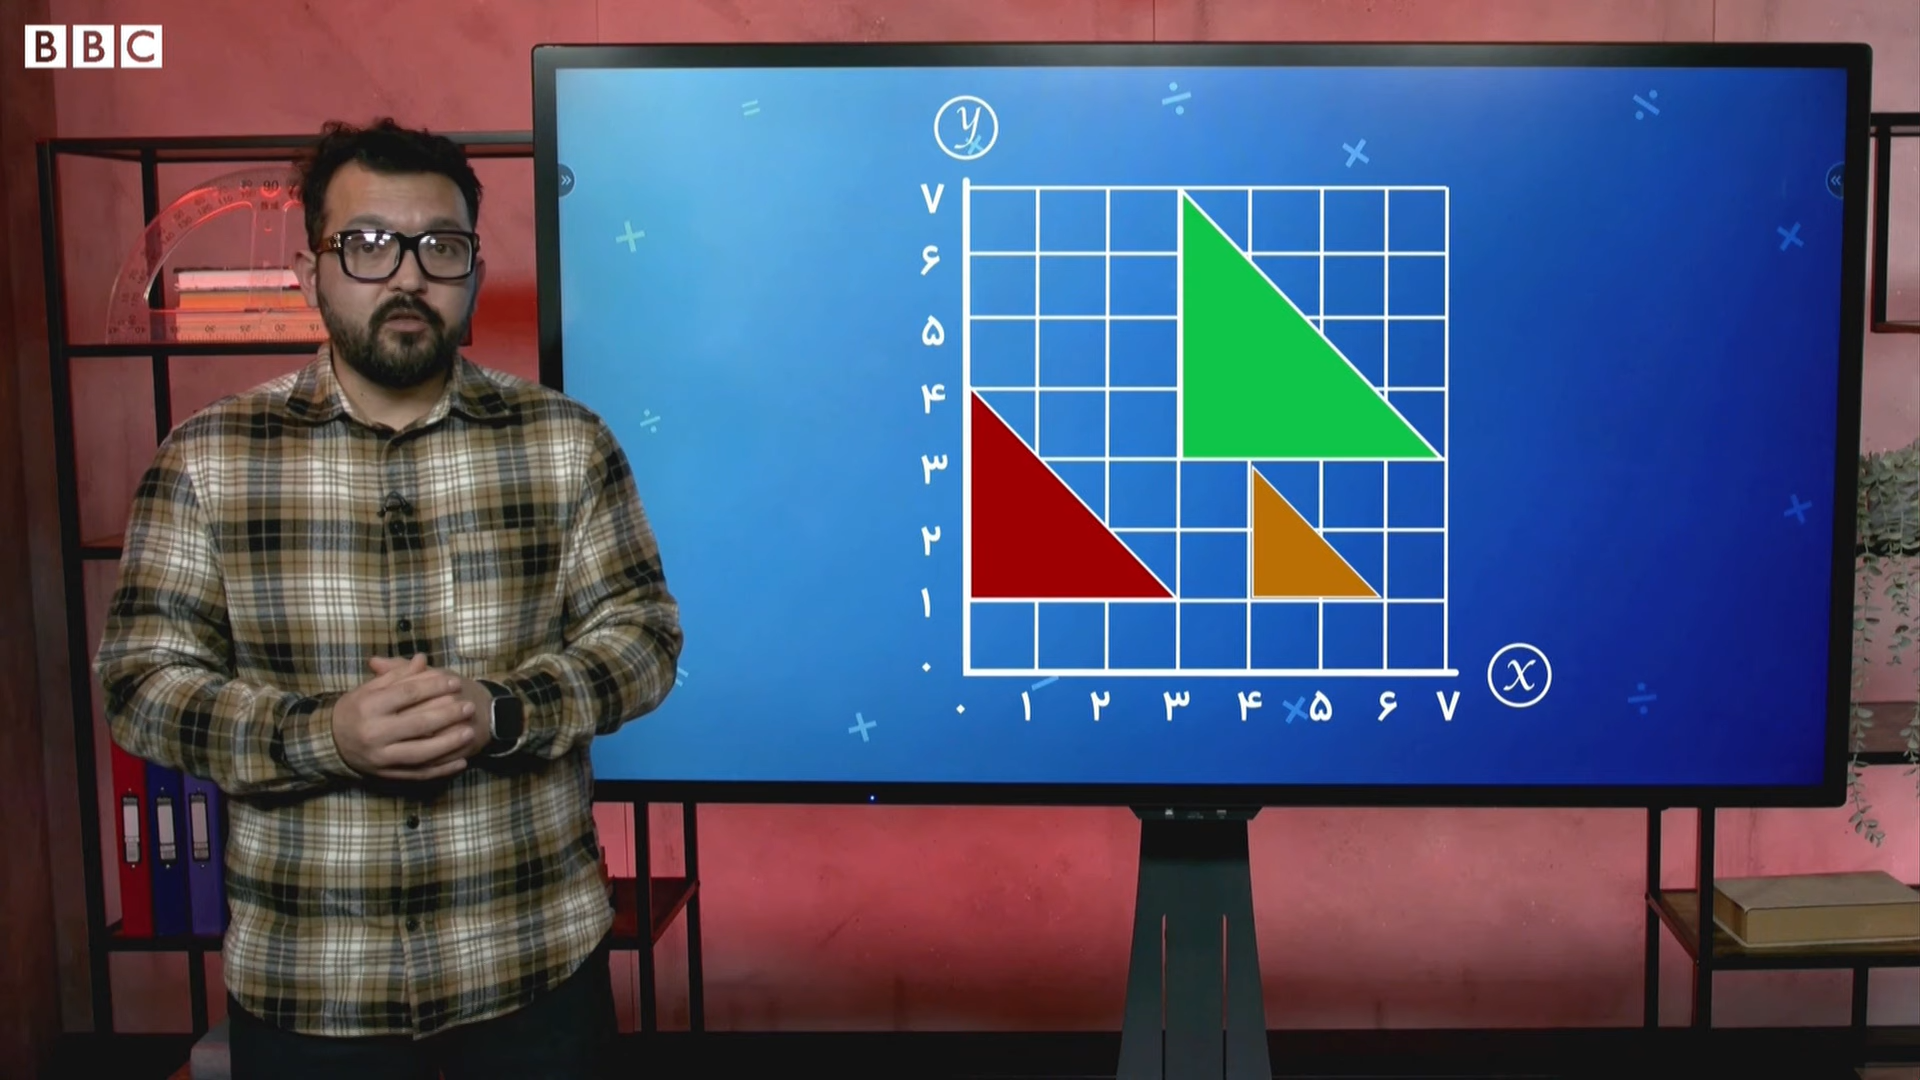 BBC
y
۷
۶
۵
۴
۳
۲
۱
۰
۰ ۱ ۲ ۳ ۴ ۵ ۶ ۷
x